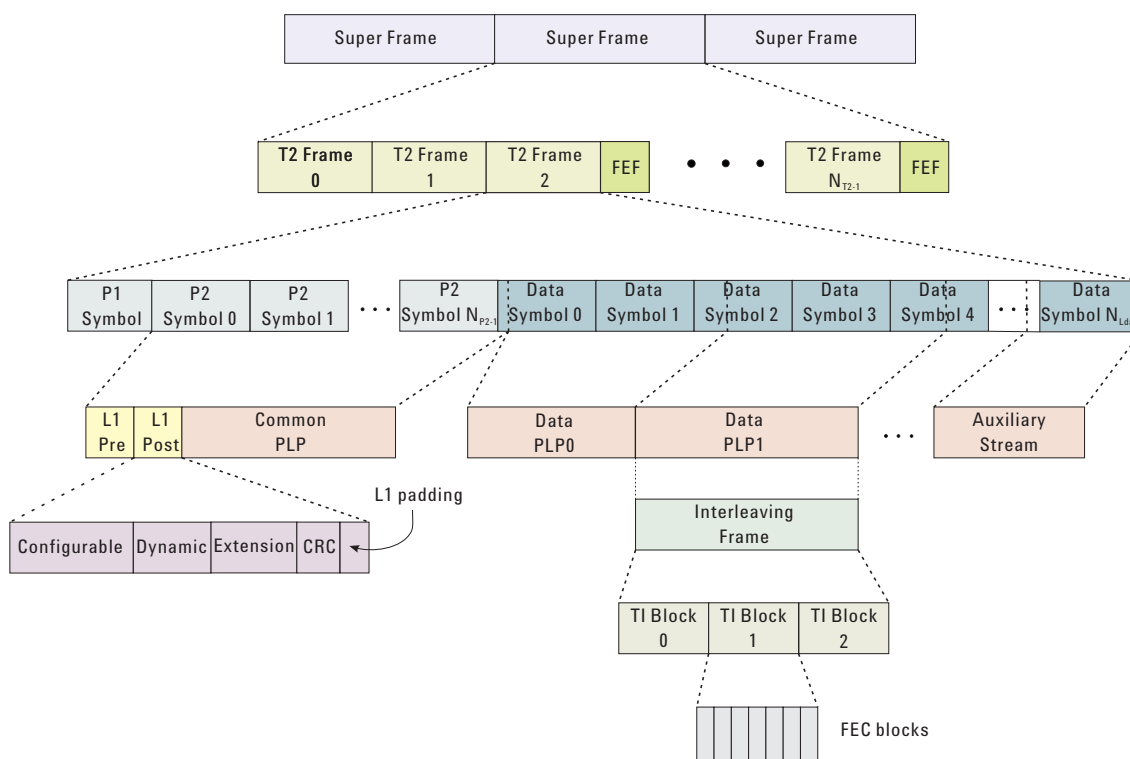 Super Frame
Super Frame
Super Frame
T2 Frame
0
T2 Frame
1
T2 Frame
2
FEF
• • •
T2 Frame
N T2-1
FEF
P1
Symbol
P2
Symbol 0
P2
Symbol 1
• • •
P2
Symbol N P2-1
Data
Symbol 0
Data
Symbol 1
Data
Symbol 2
Data
Symbol 3
Data
Symbol 4
• • •
Data
Symbol
L1
Pre
L1
Post
Common
PLP
Data
PLP0
Data
PLP1
• • •
Auxiliary
Stream
L1 padding
Configurable
Dynamic
Extension
CRC
Interleaving
Frame
TI Block
0
TI Block
1
TI Block
2
FEC blocks